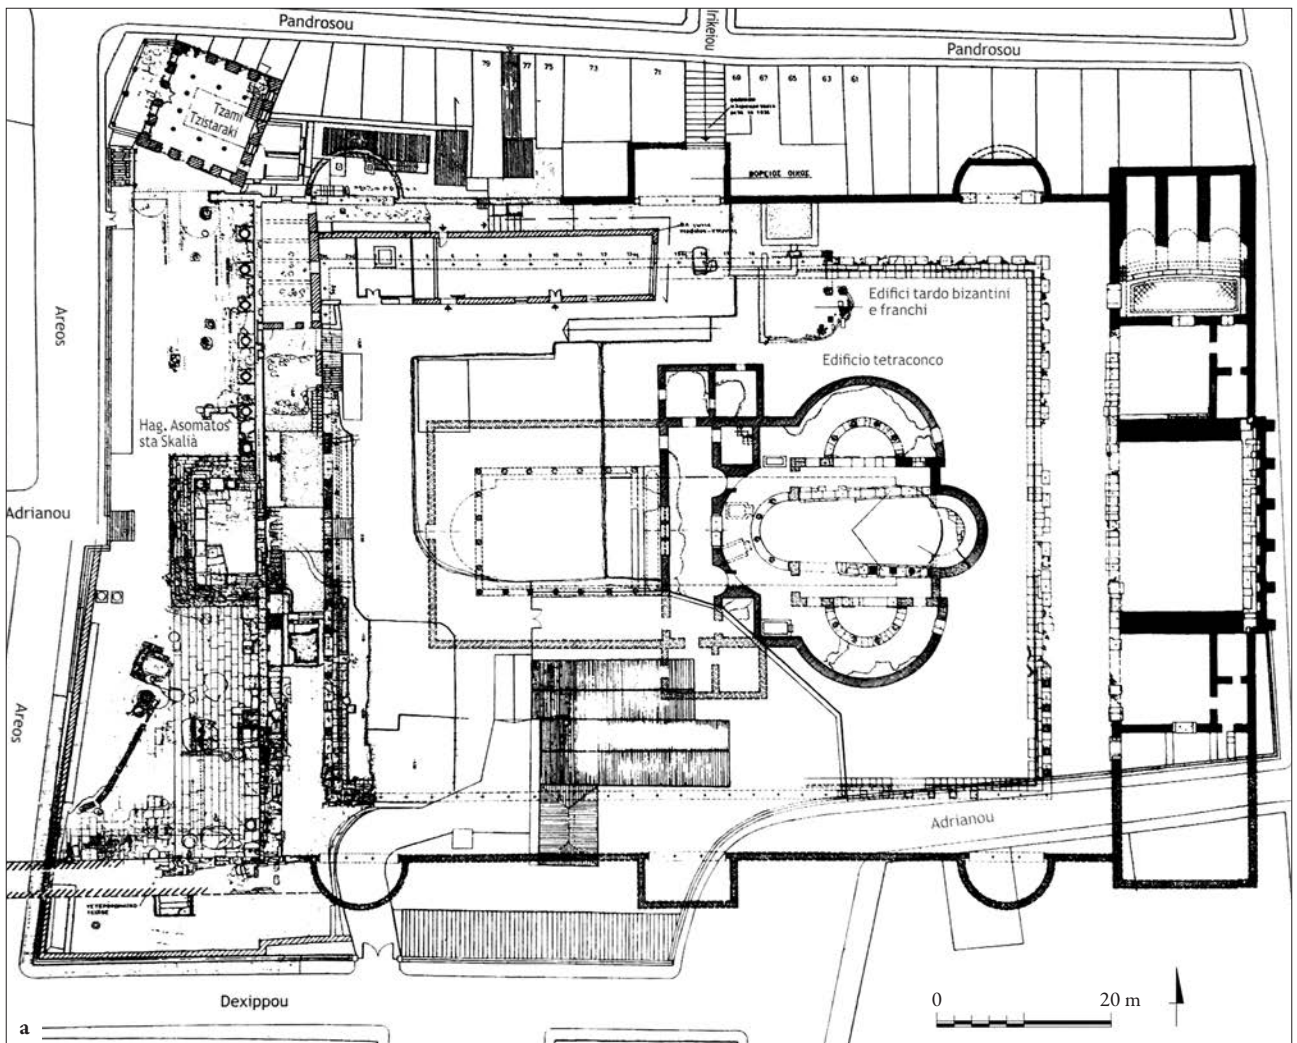 Pandrosou
Irikeiou
Pandrosou
79
77
75
73
71
69
67
65
63
61
Tzami
Tzistaraki
ΒΟΡΕΙΟΣ ΟΙΚΟΣ
Areos
Edifici tardo bizantini
e franchi
Edificio tetraconco
Hag. Asomatos
sta Skalià
Adrianou
Areos
Adrianou
Dexippou
0 20 m
a